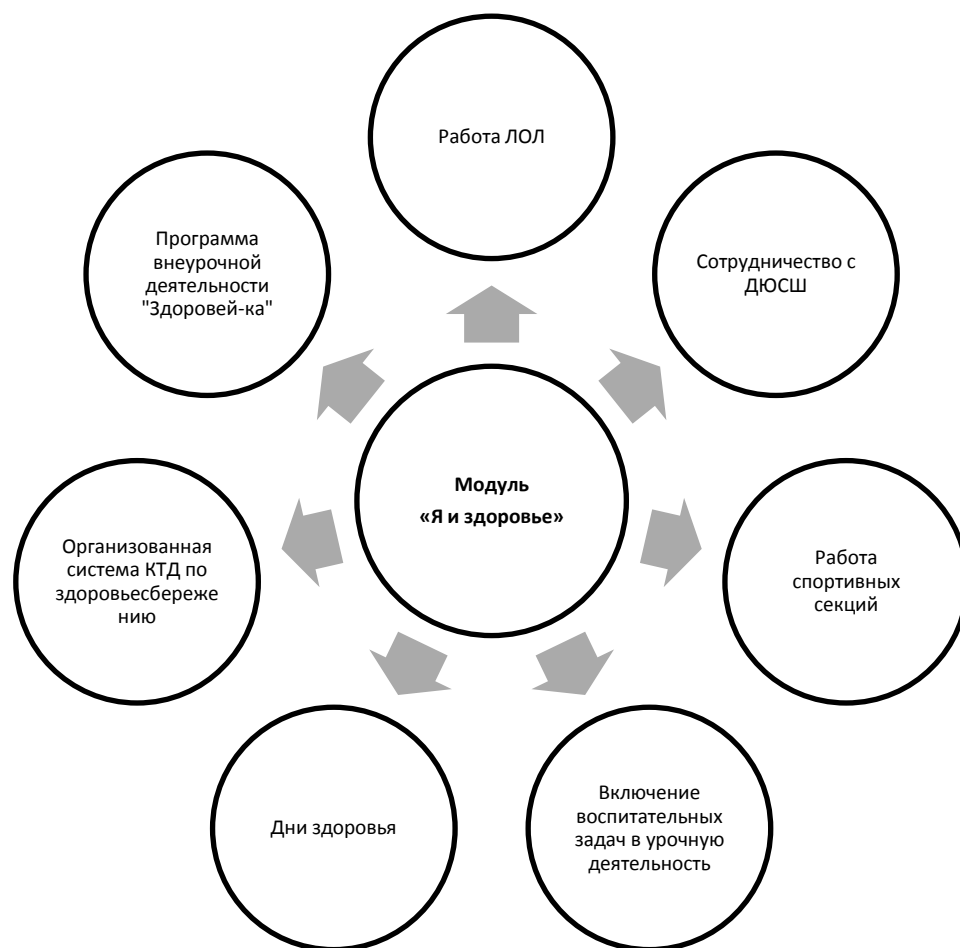 Работа ЛОЛ
Программа
внеурочной
деятельности
"Здоровей-ка"
Сотрудничество с
ДЮСШ
Модуль
«Я и здоровье»
Организованная
система КТД по
здоровьесбереже
нию
Работа
спортивных
секций
Дни здоровья
Включение
воспитательных
задач в урочную
деятельность